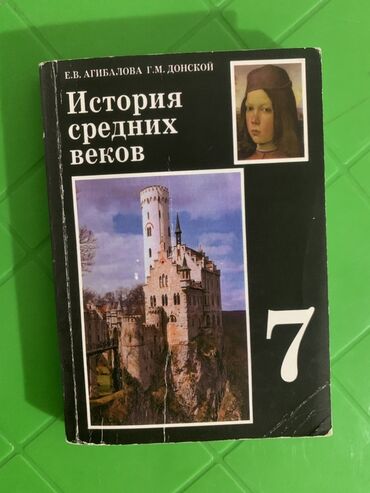 Е.В. АГИБАЛОВА Г.М. ДОНСКОЙ
История
средних
веков
7